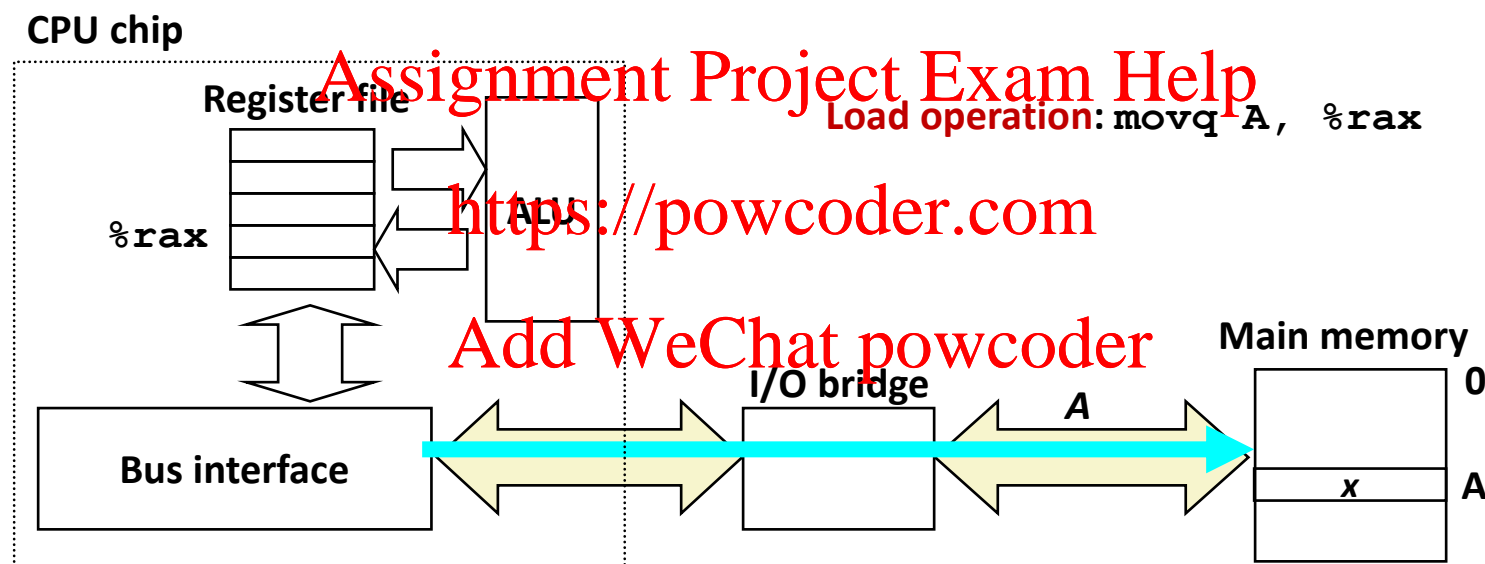 CPU chip
Assignment Project Exam Help
Register file
Load operation: movq A, %rax
https://powcoder.com
ALU
%rax
Add WeChat powcoder
Main memory
I/O bridge
0
A
Bus interface
x
A